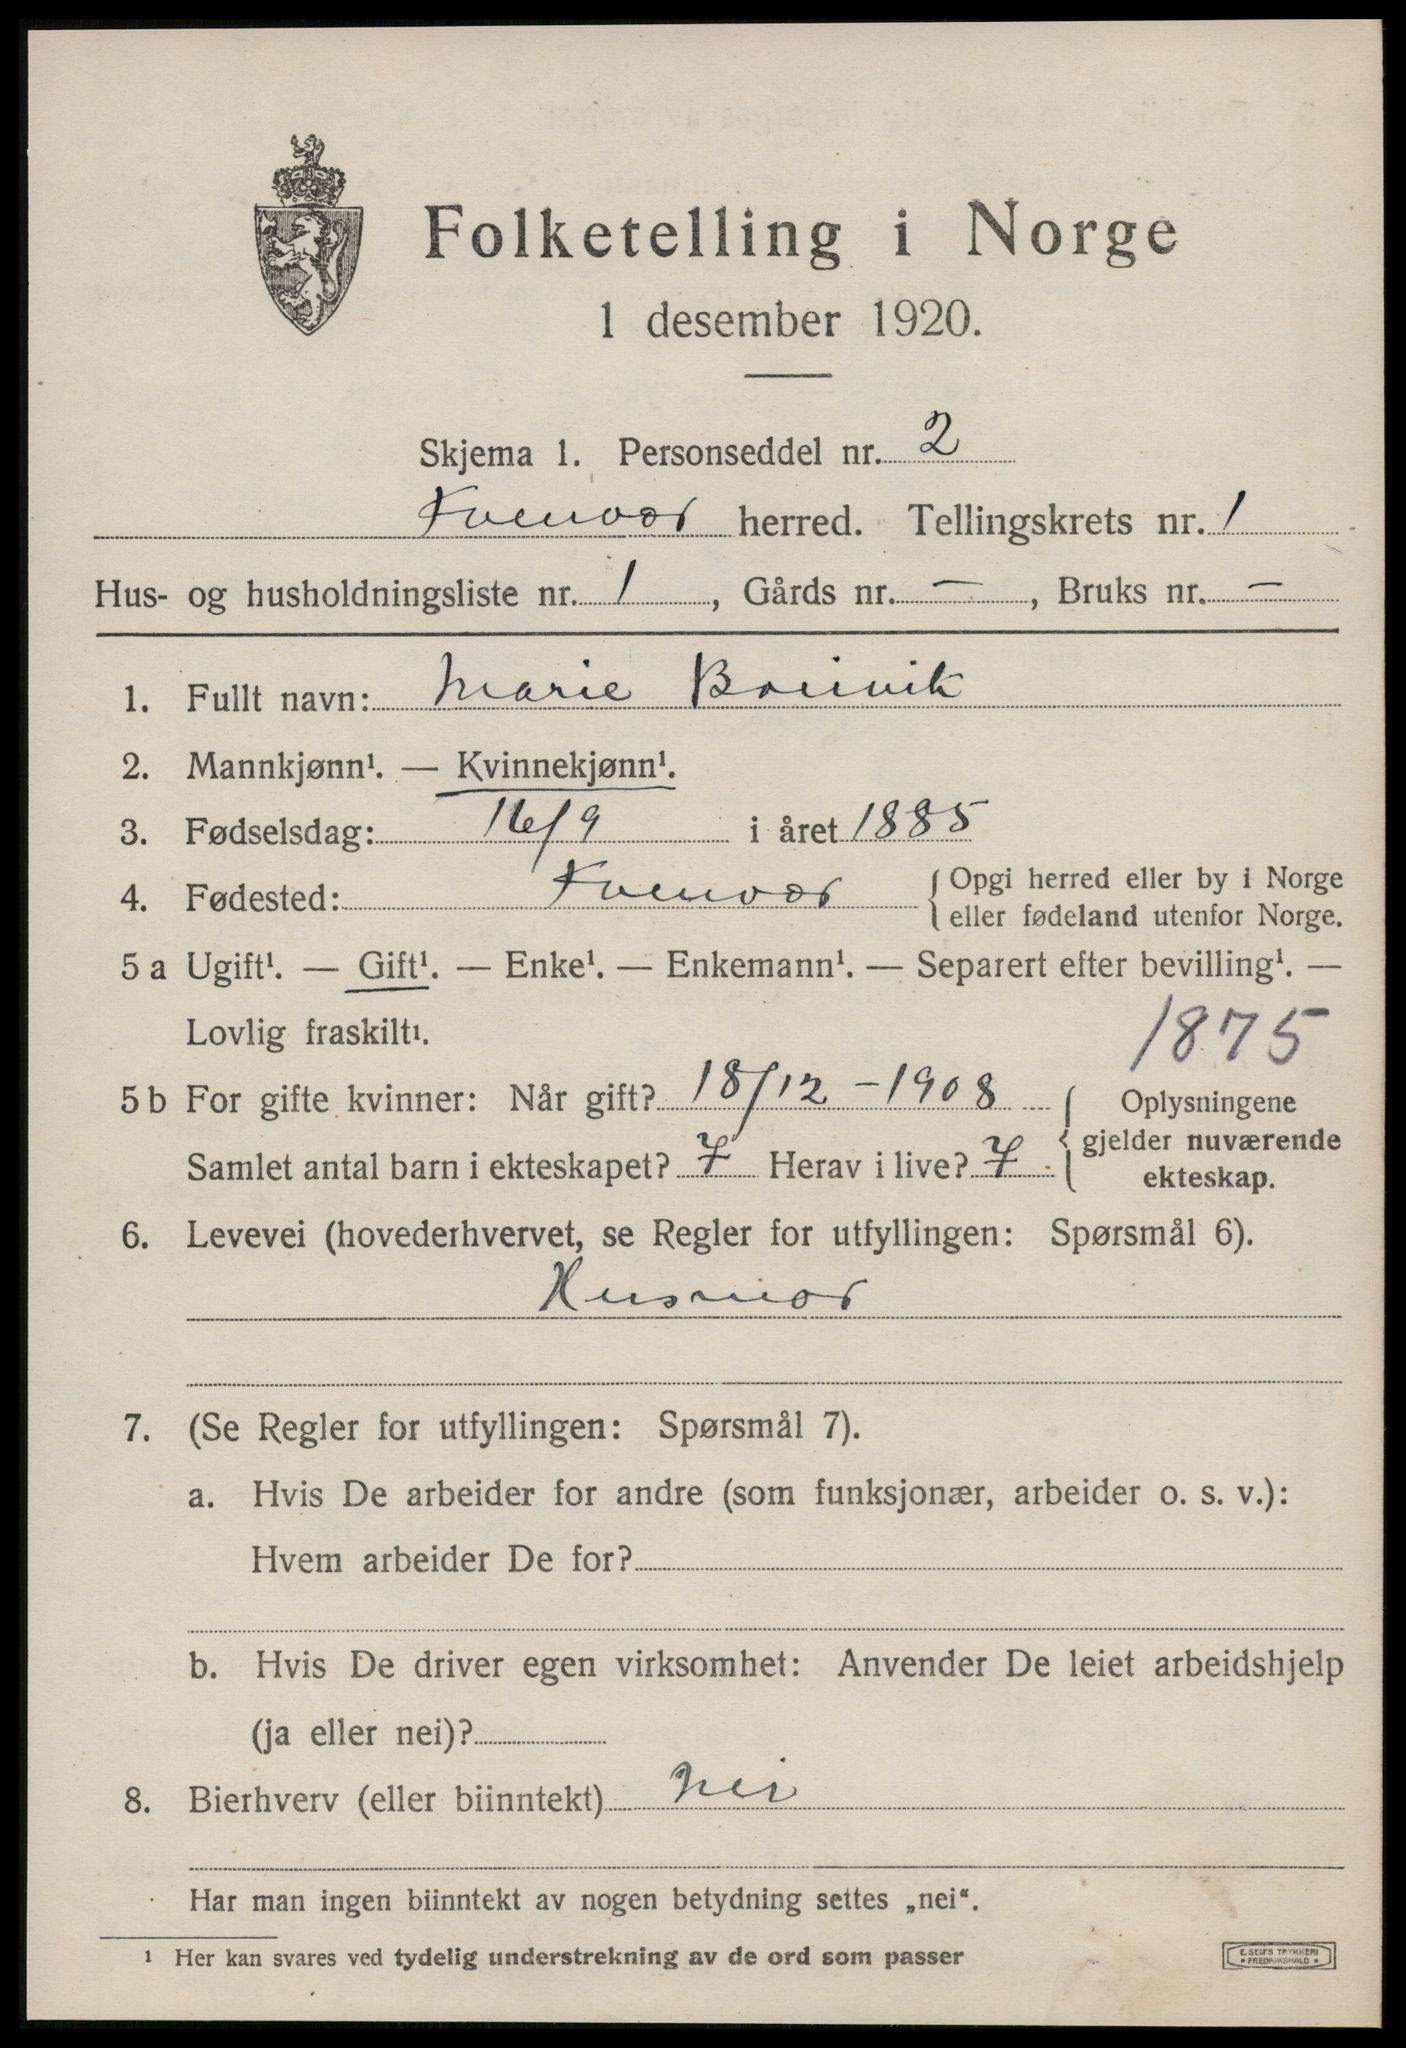 Folketelling i Norge
1 desember 1920.
Skjema 1. Personseddel nr. 2
Kvenvær herred. Tellingskrets nr. 1
Hus- og husholdningsliste nr. 1, Gårds nr. —, Bruks nr. —
1. Fullt navn: Marie
2. Mannkjønn¹. — Kvinnekjønn¹.
3. Fødselsdag: 16/9 i året 1885
4. Fødested: Kvenvær { Opgi herred eller by i Norge
eller fødeland utenfor Norge.
5 a Ugift¹. — Gift¹. — Enke¹. — Enkemann¹. — Separert efter bevilling¹. —
Lovlig fraskilt¹.
1875
5 b For gifte kvinner: Når gift? 18/12 - 1908 { Oplysningene
gjelder nuværende
Samlet antal barn i ekteskapet? 7 Herav i live? 7
ekteskap.
6. Levevei (hovederhvervet, se Regler for utfyllingen: Spørsmål 6).
Husmor
7. (Se Regler for utfyllingen: Spørsmål 7).
a. Hvis De arbeider for andre (som funksjonær, arbeider o. s. v.):
Hvem arbeider De for?
b. Hvis De driver egen virksomhet: Anvender De leiet arbeidshjelp
(ja eller nei)?
8. Bierhverv (eller biinntekt) nei
Har man ingen biinntekt av nogen betydning settes „nei“.
¹ Her kan svares ved tydelig understrekning av de ord som passer
E. SEM'S TRYKKERI
* FREDRIKSHALD *